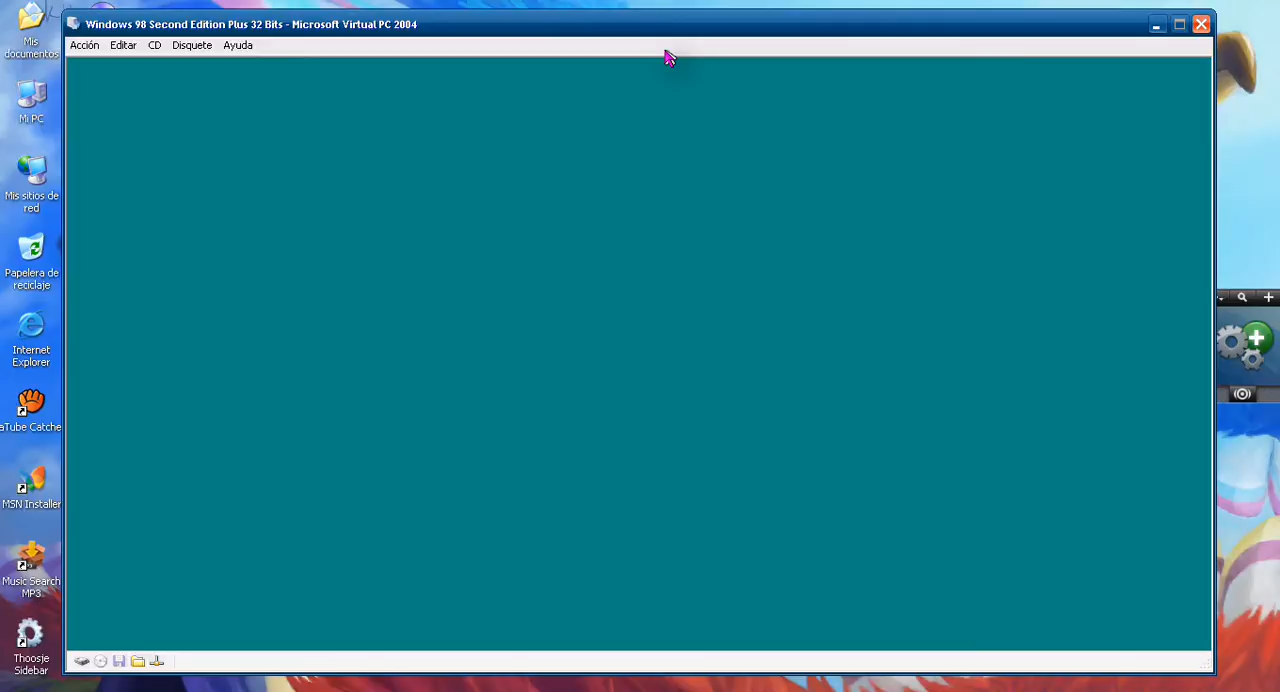 Windows 98 Second Edition Plus 32 Bits - Microsoft Virtual PC 2004
Acción Editar CD Disquete Ayuda
Mis
documentos
Mi PC
Mis sitios de
red
Papelera de
reciclaje
Internet
Explorer
aTube Catche
MSN Installer
Music Search
MP3
Thoosje
Sidebar